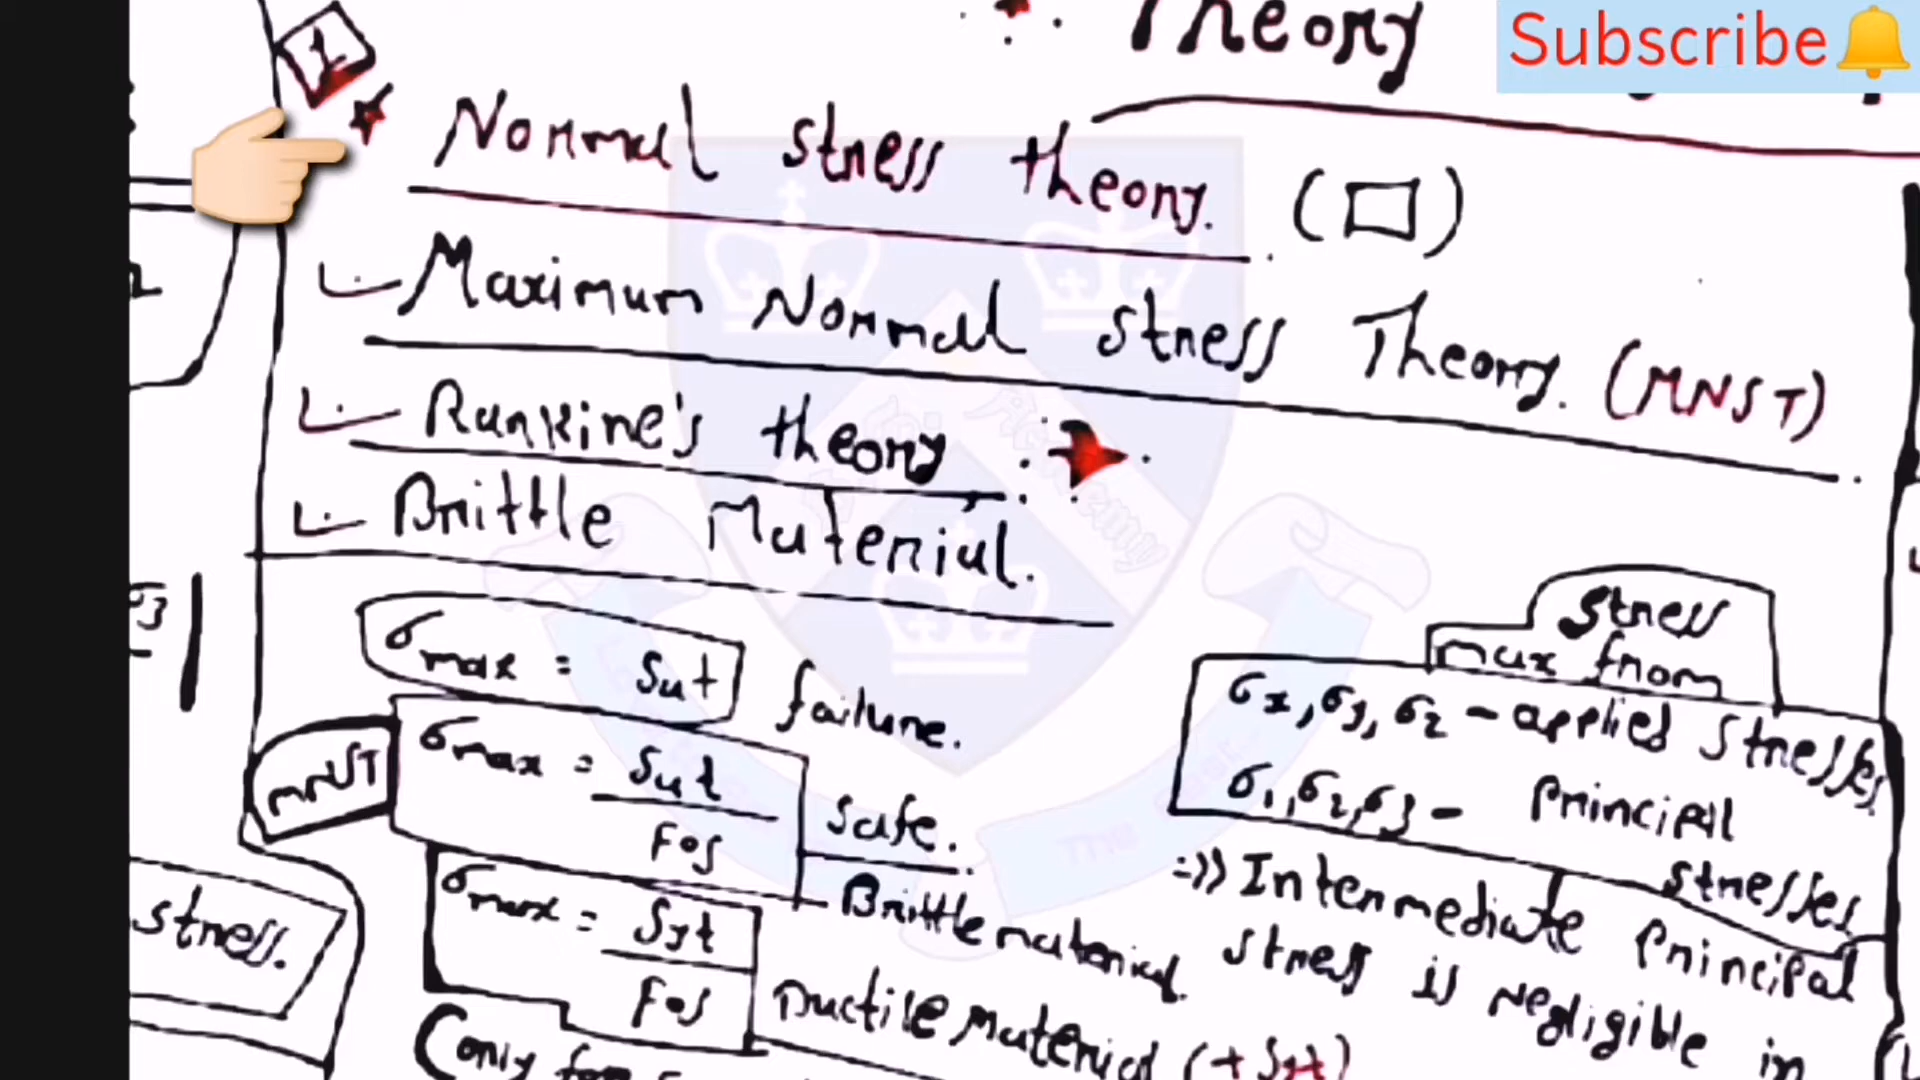 Theory
Subscribe
1
Normal stress theory.
Maximum Normal stress Theory. (MNST)
Rankine's theory
Brittle Material.
σmax = Sut failure.
MNST
σmax = Sut / FOS safe.
Brittle material.
σmax = Syt / FOS Ductile Material (+Syt)
(only for
stress
max from
σx, σy, σz - applied stresses
σ1, σ2, σ3 - Principal stresses
=>> Intermediate Principal
stress is negligible in
stress.